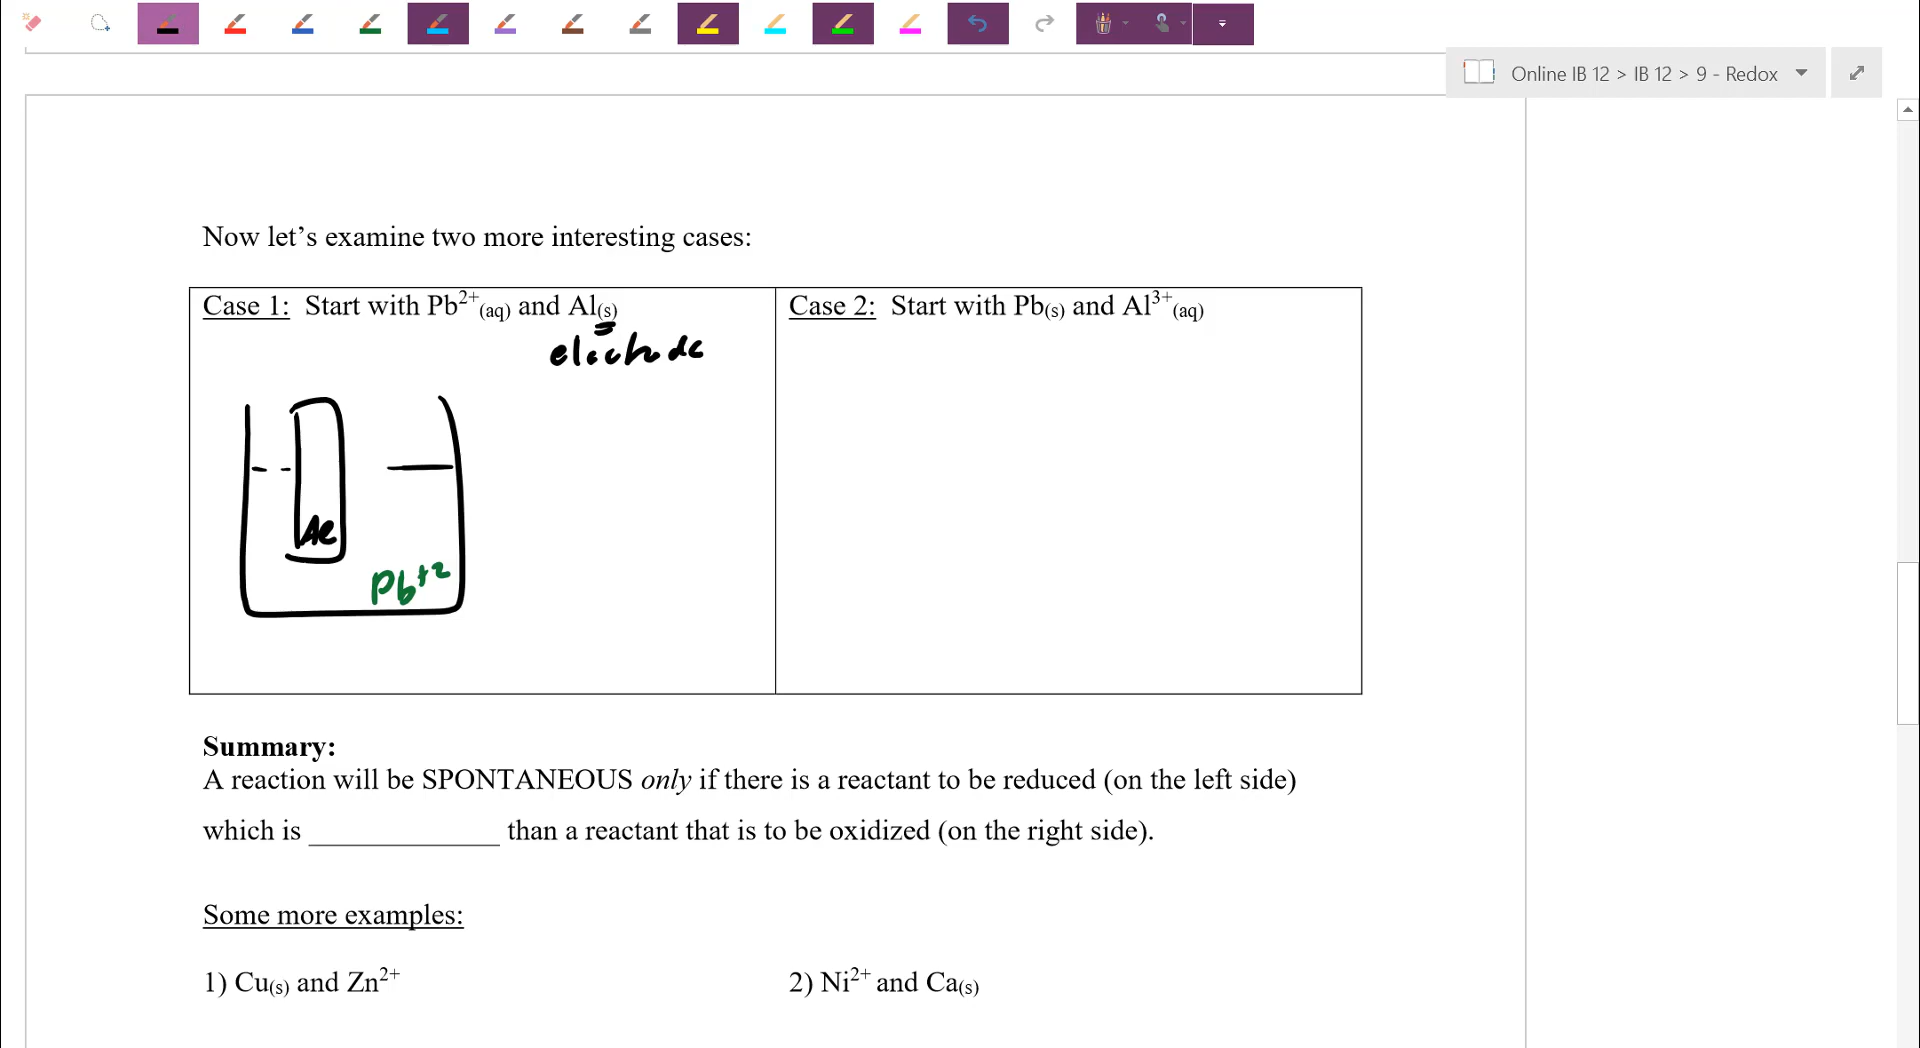 Online IB 12 > IB 12 > 9 - Redox
Now let’s examine two more interesting cases:
Case 1: Start with Pb²⁺(aq) and Al(s)
electrode
Al
Pb⁺²
Case 2: Start with Pb(s) and Al³⁺(aq)
Summary:
A reaction will be SPONTANEOUS only if there is a reactant to be reduced (on the left side)
which is ______________ than a reactant that is to be oxidized (on the right side).
Some more examples:
1) Cu(s) and Zn²⁺
2) Ni²⁺ and Ca(s)